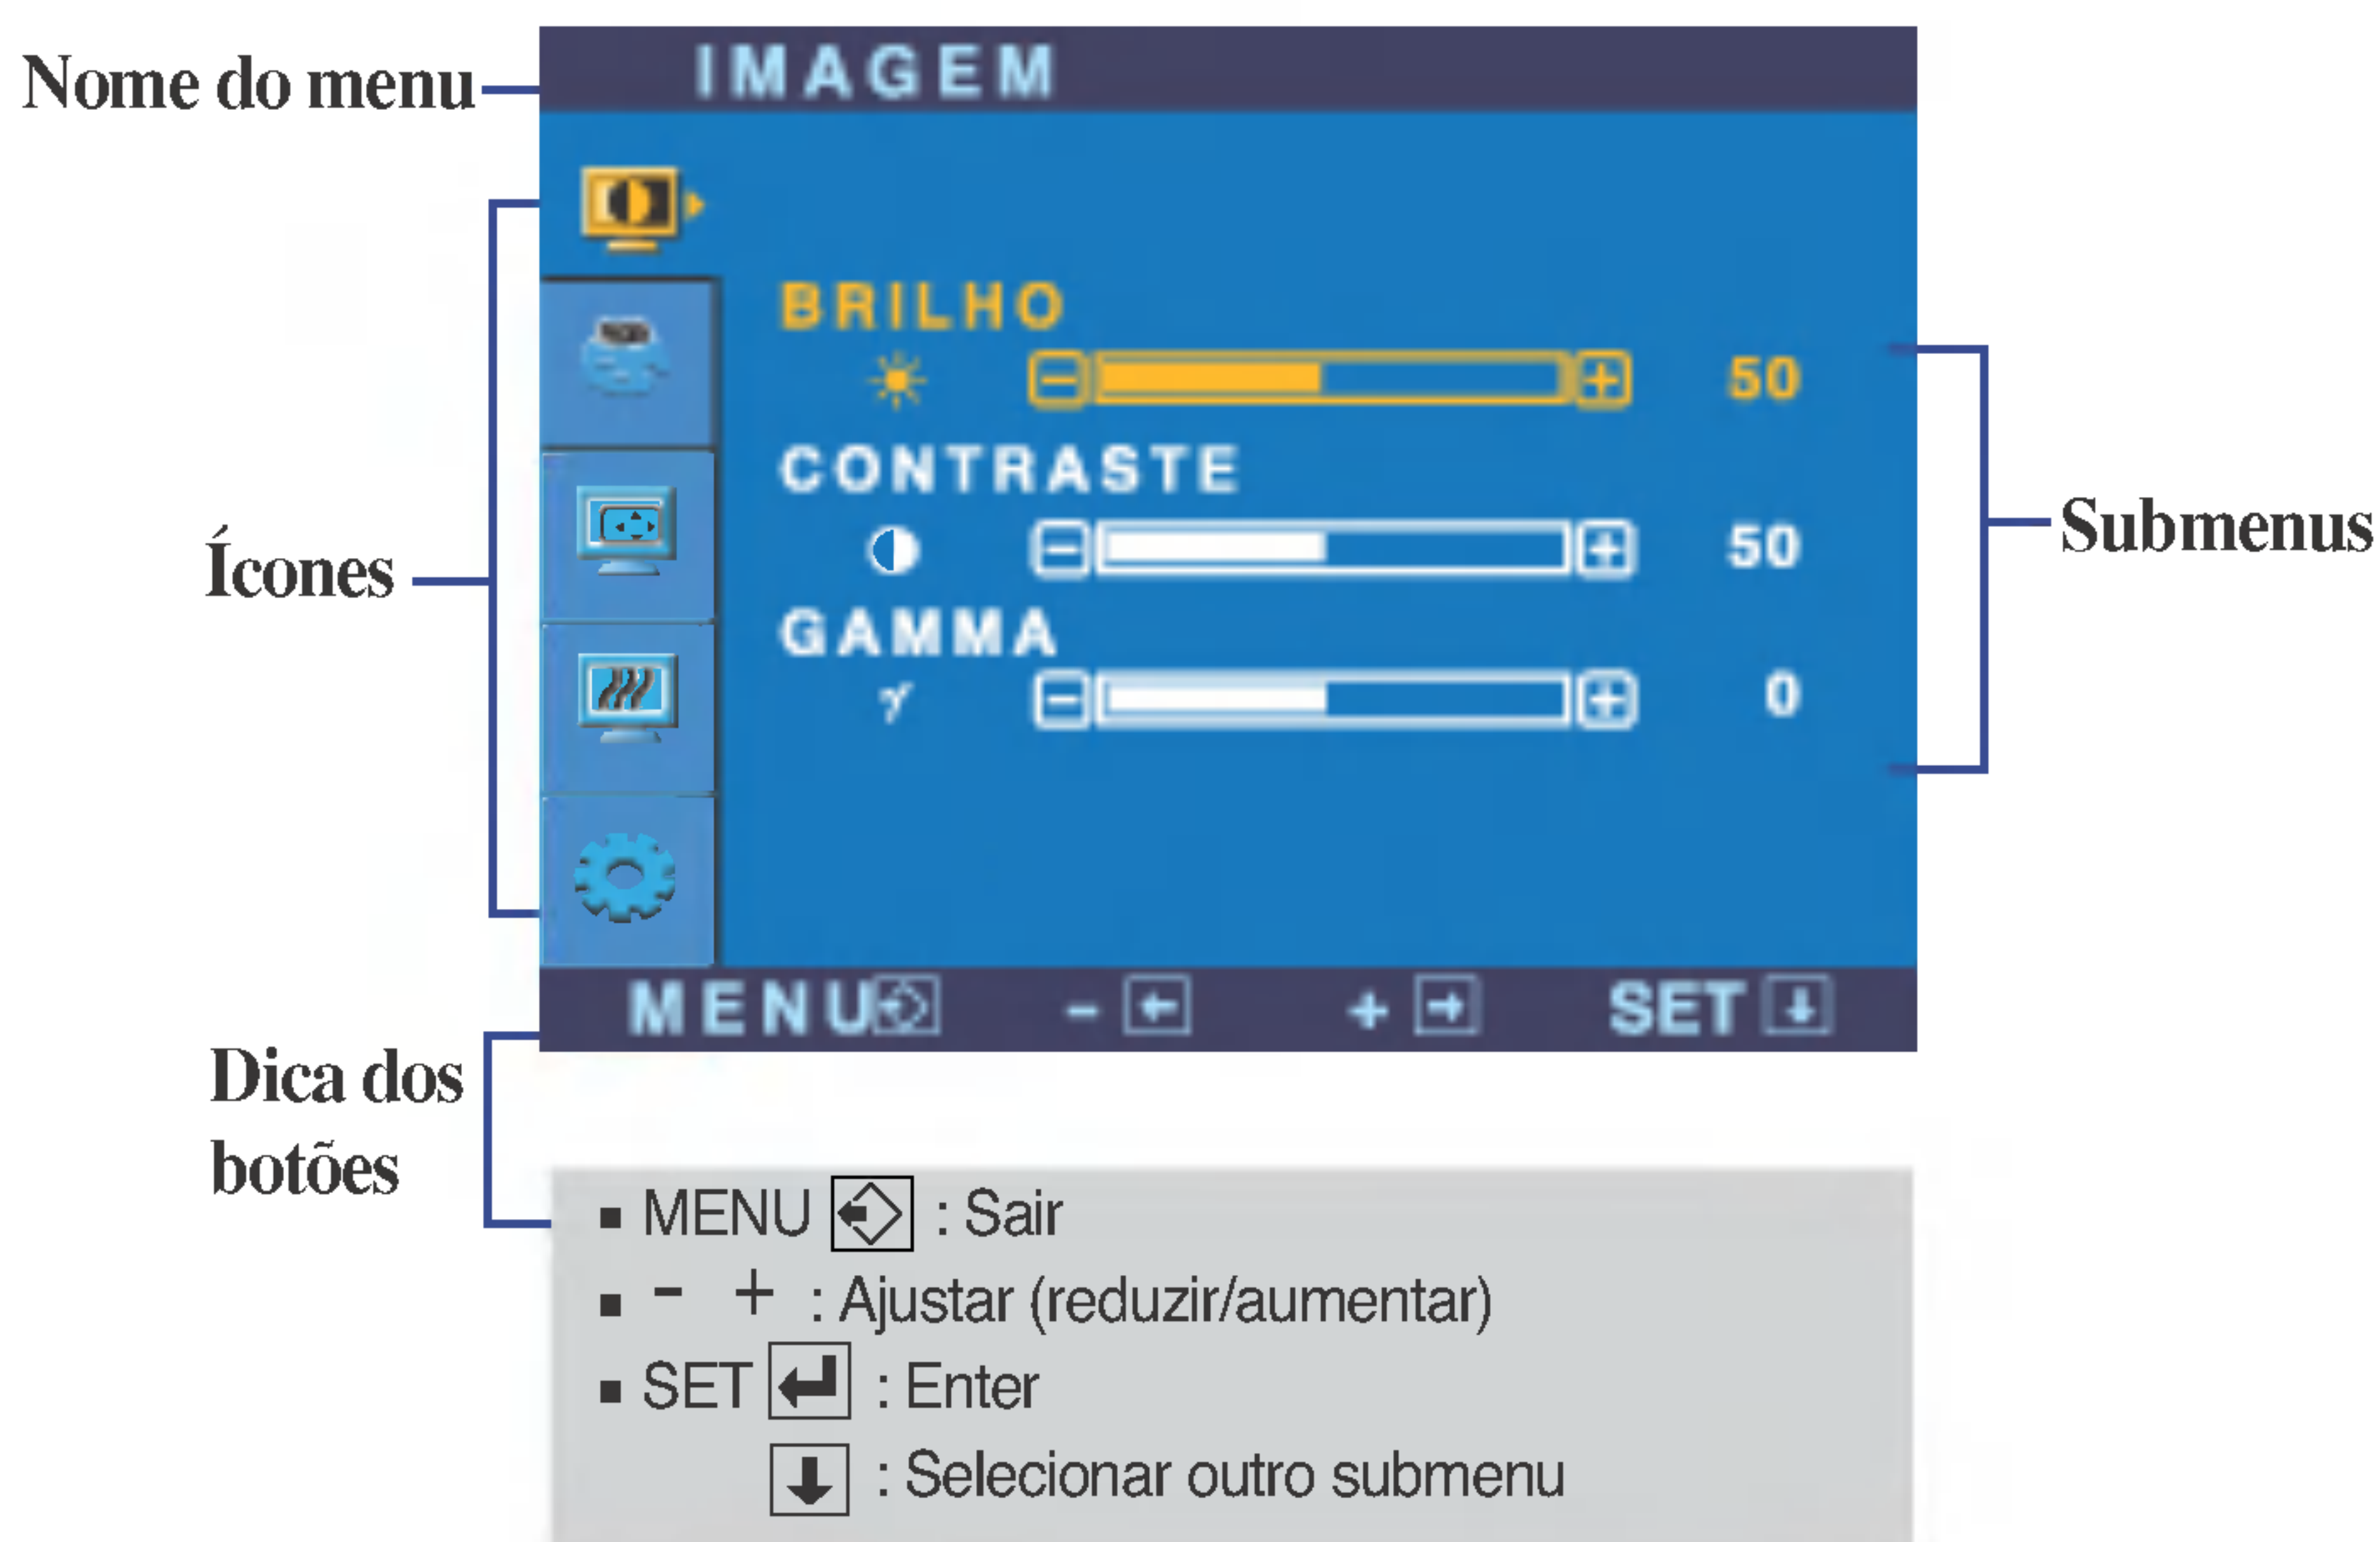 Nome do menu
IMAGEM
BRILHO
50
CONTRASTE
50
GAMMA
γ
0
Ícones
Submenus
MENU - + SET
Dica dos
botões
▪ MENU : Sair
▪ - + : Ajustar (reduzir/aumentar)
▪ SET : Enter
: Selecionar outro submenu